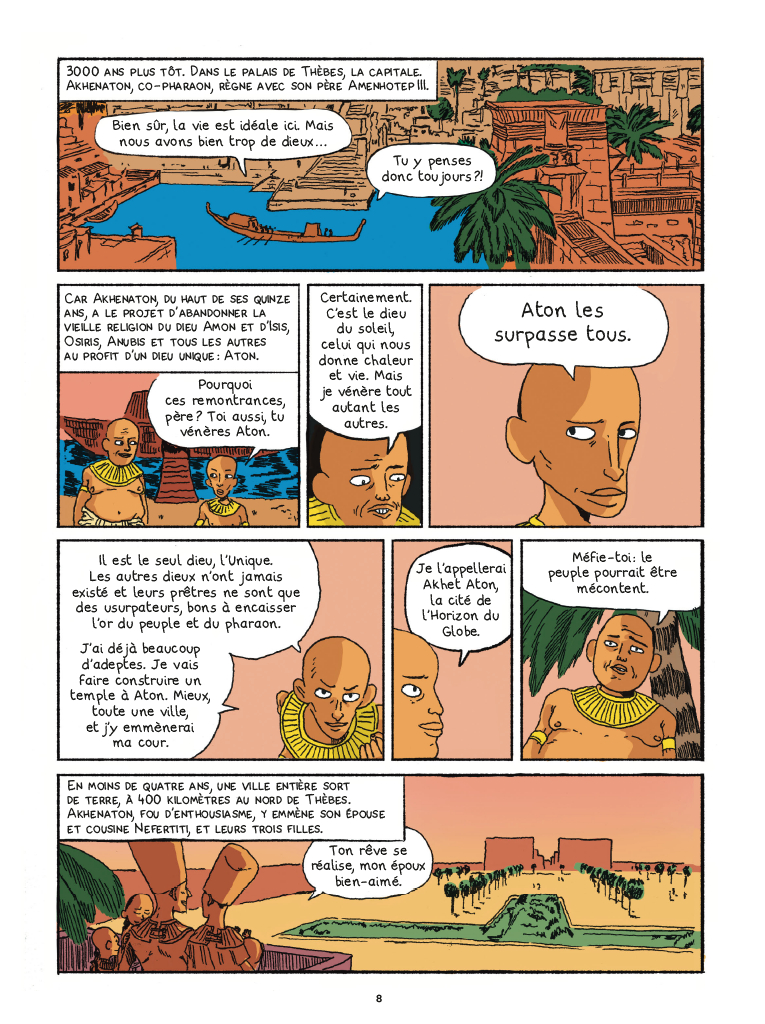 3000 ANS PLUS TÔT. DANS LE PALAIS DE THÈBES, LA CAPITALE.
AKHENATON, CO-PHARAON, RÈGNE AVEC SON PÈRE AMENHOTEP III.
Bien sûr, la vie est idéale ici. Mais
nous avons bien trop de dieux...
Tu y penses
donc toujours?!
CAR AKHENATON, DU HAUT DE SES QUINZE
ANS, A LE PROJET D'ABANDONNER LA
VIEILLE RELIGION DU DIEU AMON ET D'ISIS,
OSIRIS, ANUBIS ET TOUS LES AUTRES
AU PROFIT D'UN DIEU UNIQUE : ATON.
Pourquoi
ces remontrances,
père? Toi aussi, tu
vénères Aton.
Certainement.
C'est le dieu
du soleil,
celui qui nous
donne chaleur
et vie. Mais
je vénère tout
autant les
autres.
Aton les
surpasse tous.
Il est le seul dieu, l'Unique.
Les autres dieux n'ont jamais
existé et leurs prêtres ne sont que
des usurpateurs, bons à encaisser
l'or du peuple et du pharaon.
J'ai déjà beaucoup
d'adeptes. Je vais
faire construire un
temple à Aton. Mieux,
toute une ville,
et j'y emmènerai
ma cour.
Je l'appellerai
Akhet Aton,
la cité de
l'Horizon du
Globe.
Méfie-toi : le
peuple pourrait être
mécontent.
EN MOINS DE QUATRE ANS, UNE VILLE ENTIÈRE SORT
DE TERRE, À 400 KILOMÈTRES AU NORD DE THÈBES.
AKHENATON, FOU D'ENTHOUSIASME, Y EMMÈNE SON ÉPOUSE
ET COUSINE NEFERTITI, ET LEURS TROIS FILLES.
Ton rêve se
réalise, mon époux
bien-aimé.
8